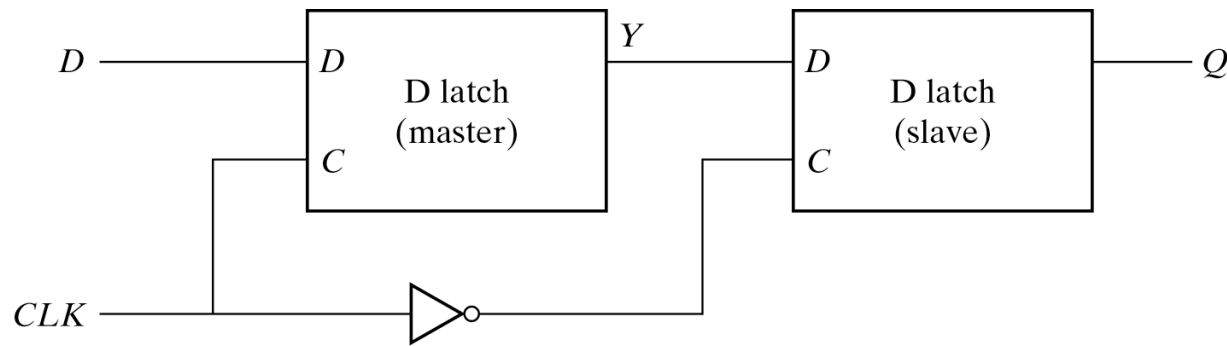 D
D
D latch
(master)
C
Y
D
D latch
(slave)
C
Q
CLK